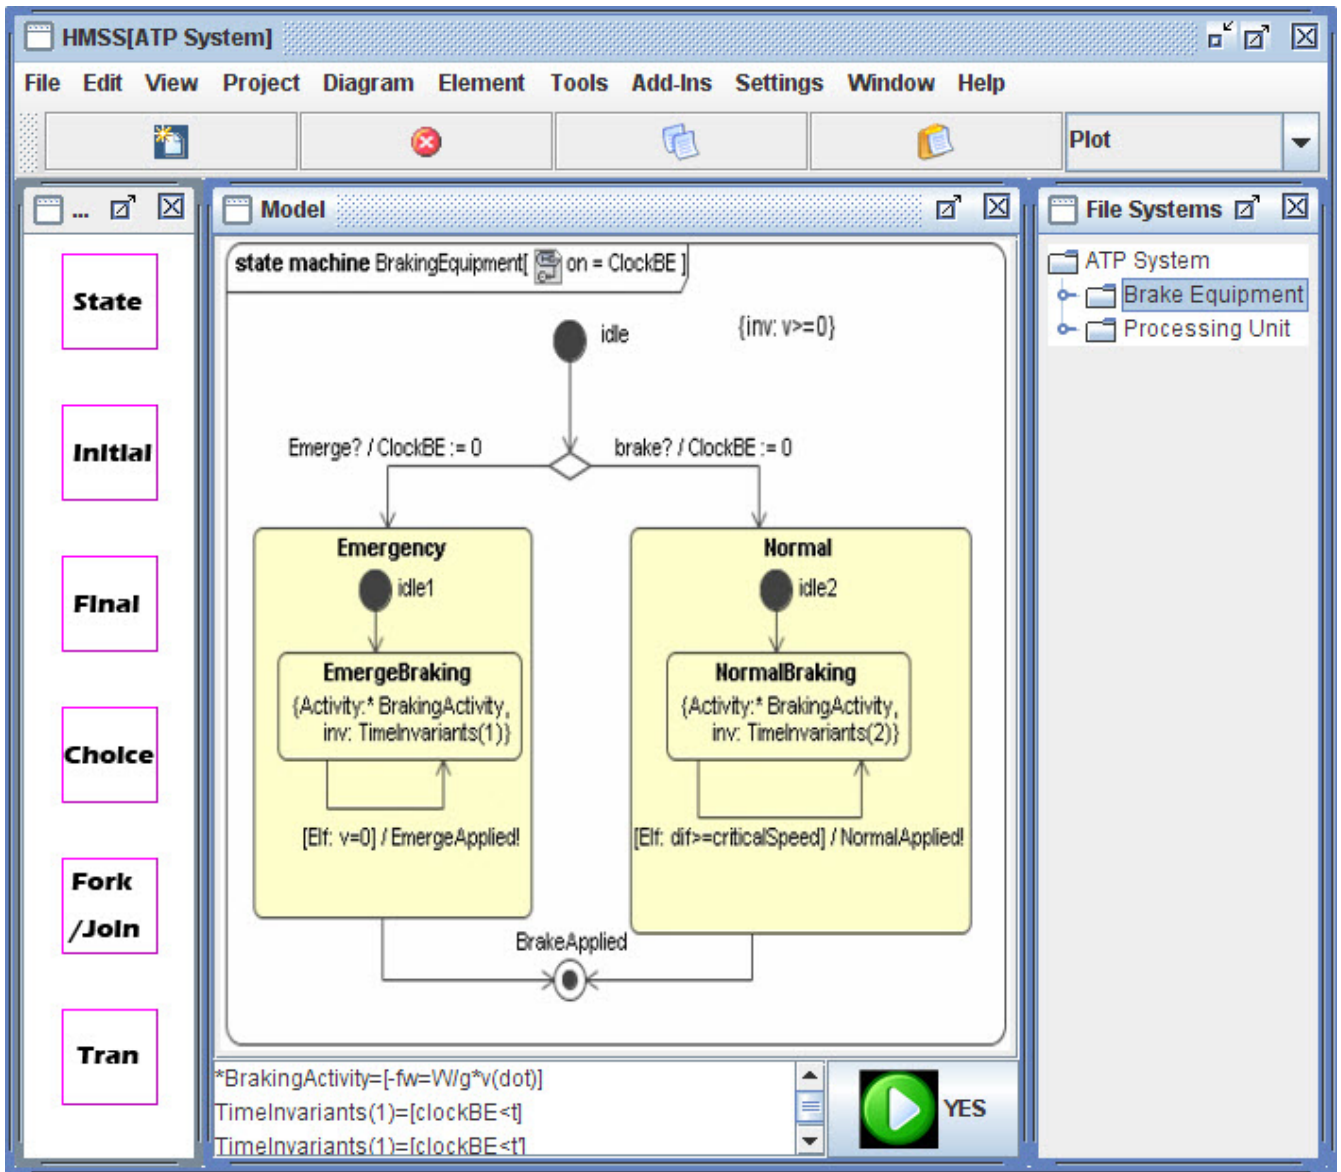 HMSS[ATP System]
File Edit View Project Diagram Element Tools Add-Ins Settings Window Help
Plot
...
State
Initial
Final
Choice
Fork
/Join
Tran
Model
state machine BrakingEquipment[ on = ClockBE ]
idle
{inv: v>=0}
Emerge? / ClockBE := 0
brake? / ClockBE := 0
Emergency
idle1
EmergeBraking
{Activity:* BrakingActivity,
inv: TimeInvariants(1)}
[Elf: v=0] / EmergeApplied!
Normal
idle2
NormalBraking
{Activity:* BrakingActivity,
inv: TimeInvariants(2)}
[Elf: dif>=criticalSpeed] / NormalApplied!
BrakeApplied
*BrakingActivity=[-fw=W/g*v(dot)]
TimeInvariants(1)=[clockBE<t]
TimeInvariants(1)=[clockBE<t']
YES
File Systems
ATP System
Brake Equipment
Processing Unit